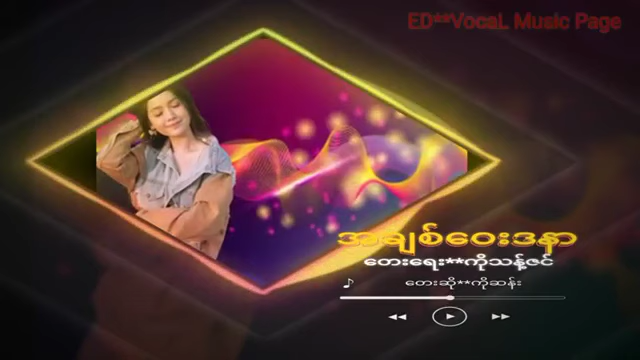 ED**VocaL Music Page
အချစ်ဝေးဒနာ
တေးရေး**ကိုသန့်ဇင်
တေးဆို**ကိုဆန်း